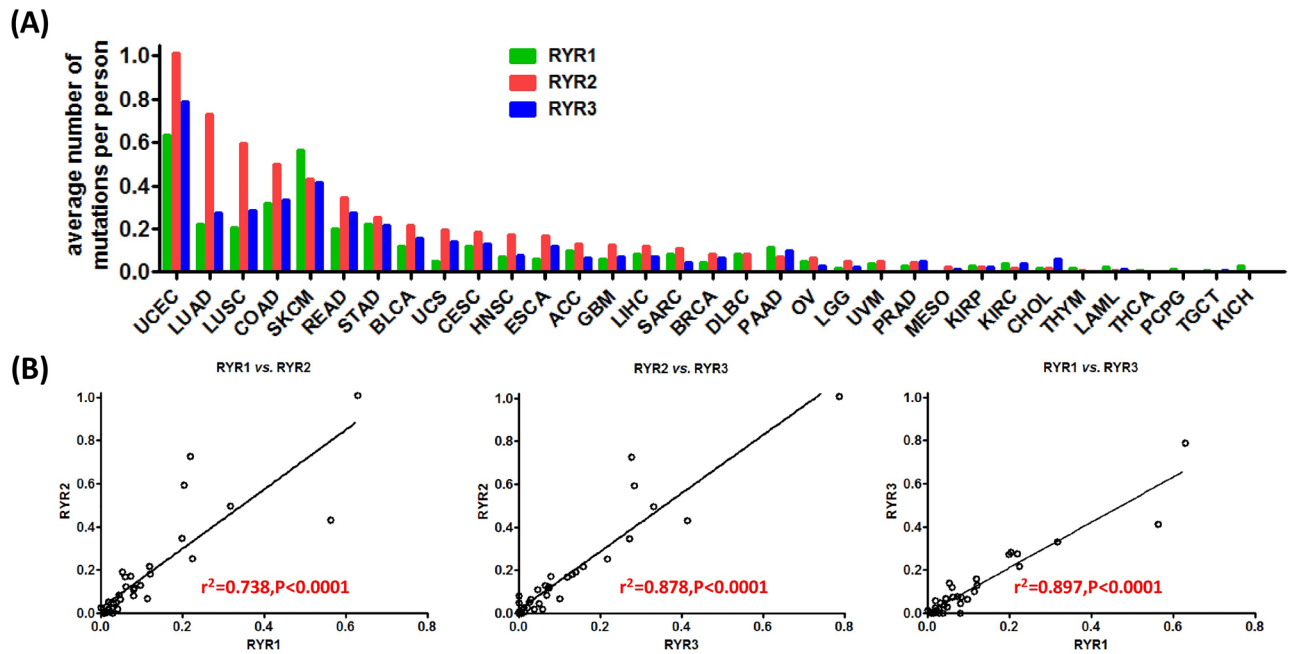 (A)
average number of
mutations per person
1.0
0.8
0.6
0.4
0.2
0.0
RYR1
RYR2
RYR3
UCEC
LUAD
LUSC
COAD
SKCM
READ
STAD
BLCA
UCS
CESC
HNSC
ESCA
ACC
GBM
LIHC
SARC
BRCA
DLBC
PAAD
OV
LGG
UVM
PRAD
MESO
KIRP
KIRC
CHOL
THYM
LAML
THCA
PCPG
TGCT
KICH
(B)
RYR1 vs. RYR2
RYR2
1.0
0.8
0.6
0.4
0.2
0.0
r²=0.738,P<0.0001
0.0 0.2 0.4 0.6 0.8
RYR1
RYR2 vs. RYR3
RYR2
1.0
0.8
0.6
0.4
0.2
0.0
r²=0.878,P<0.0001
0.0 0.2 0.4 0.6 0.8
RYR3
RYR1 vs. RYR3
RYR3
1.0
0.8
0.6
0.4
0.2
0.0
r²=0.897,P<0.0001
0.0 0.2 0.4 0.6 0.8
RYR1